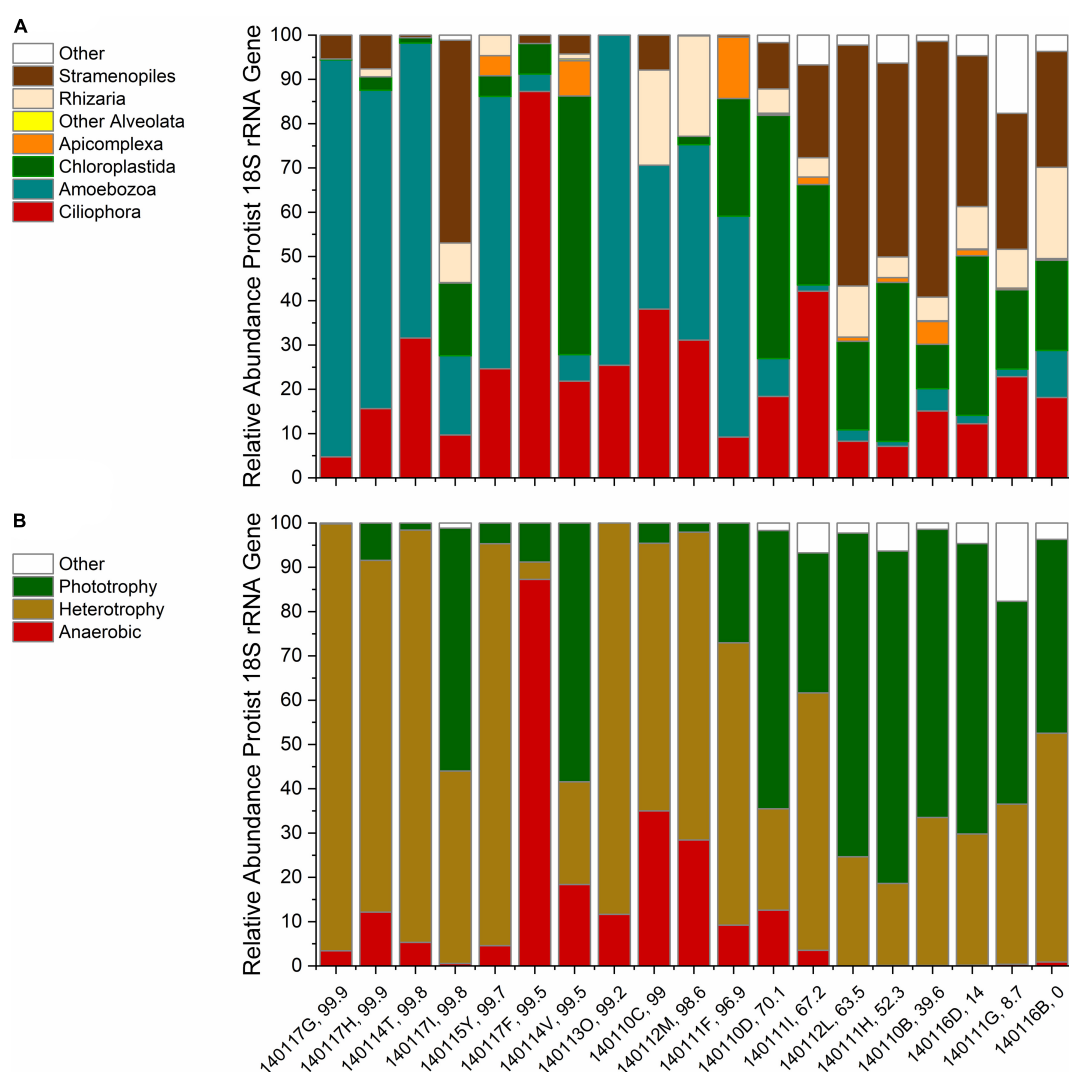 A
Other
Stramenopiles
Rhizaria
Other Alveolata
Apicomplexa
Chloroplastida
Amoebozoa
Ciliophora
Relative Abundance Protist 18S rRNA Gene
100
90
80
70
60
50
40
30
20
10
0
B
Other
Phototrophy
Heterotrophy
Anaerobic
Relative Abundance Protist 18S rRNA Gene
100
90
80
70
60
50
40
30
20
10
0
140117G, 99.9
140117H, 99.9
140114T, 99.8
140117I, 99.8
140115Y, 99.7
140117F, 99.5
140114V, 99.5
140113O, 99.2
140110C, 99
140112M, 98.6
140111F, 96.9
140110D, 70.1
140111I, 67.2
140112L, 63.5
140111H, 52.3
140110B, 39.6
140116D, 14
140111G, 8.7
140116B, 0